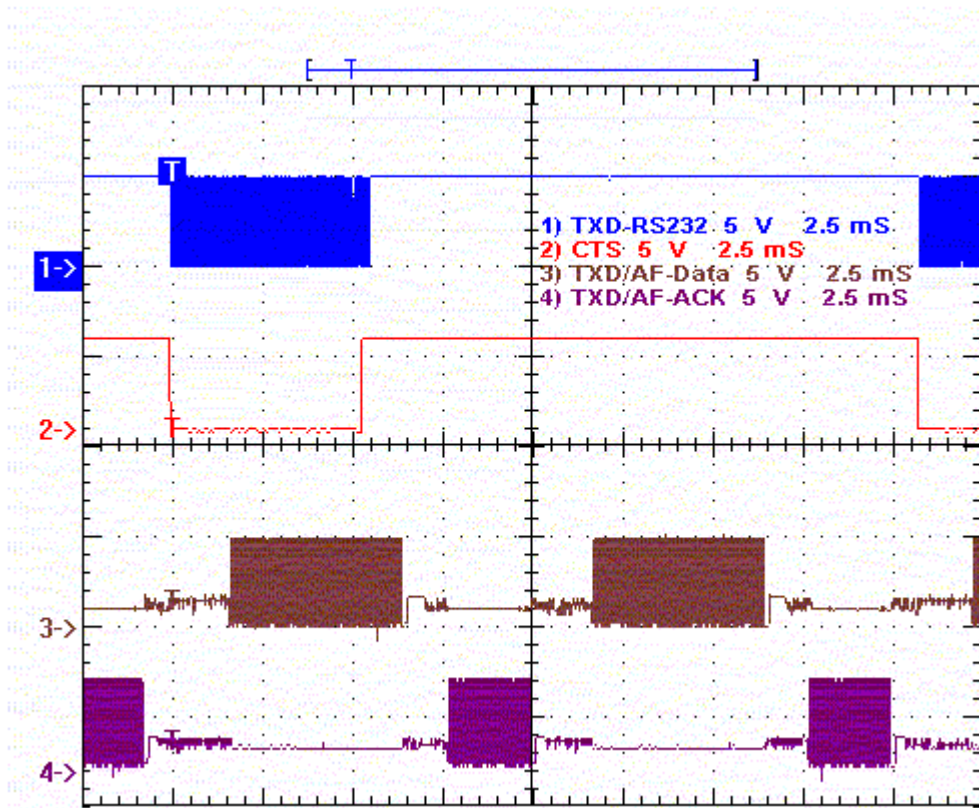 T
T
1->
1) TXD-RS232 5 V 2.5 mS
2) CTS 5 V 2.5 mS
3) TXD/AF-Data 5 V 2.5 mS
4) TXD/AF-ACK 5 V 2.5 mS
T
2->
T
3->
T
4->